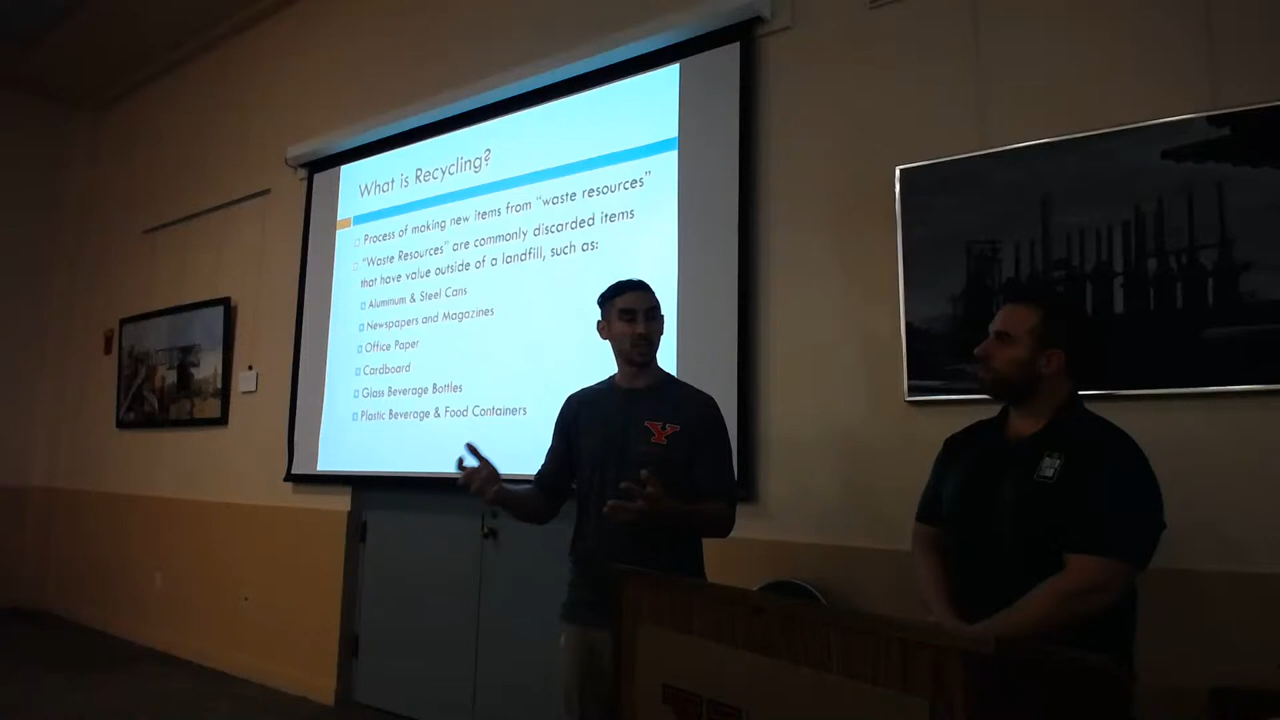 What is Recycling?
Process of making new items from "waste resources"
"Waste Resources" are commonly discarded items
that have value outside of a landfill, such as:
Aluminum & Steel Cans
Newspapers and Magazines
Office Paper
Cardboard
Glass Beverage Bottles
Plastic Beverage & Food Containers
Y